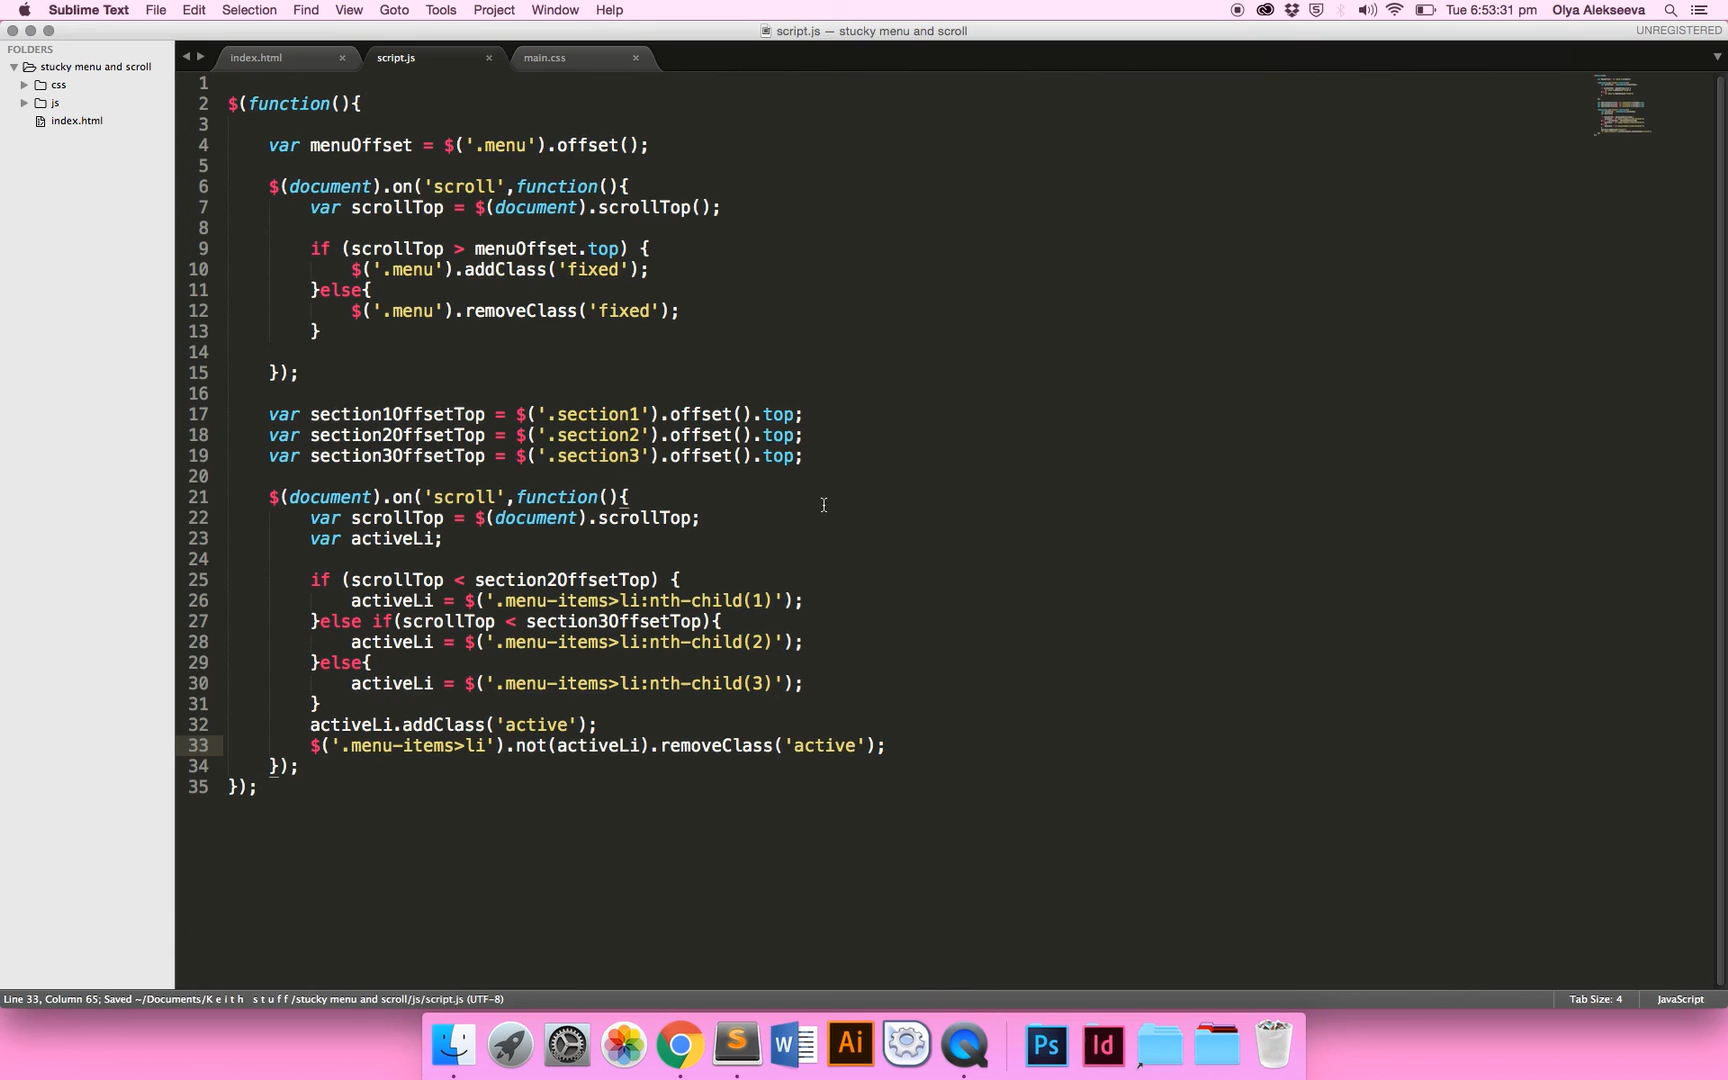 Sublime Text File Edit Selection Find View Goto Tools Project Window Help Tue 6:53:31 pm Olya Alekseeva
script.js — stucky menu and scroll UNREGISTERED
FOLDERS
stucky menu and scroll
css
js
index.html
index.html script.js main.css
1
2 $(function(){
3
4 var menuOffset = $('.menu').offset();
5
6 $(document).on('scroll',function(){
7 var scrollTop = $(document).scrollTop();
8
9 if (scrollTop > menuOffset.top) {
10 $('.menu').addClass('fixed');
11 }else{
12 $('.menu').removeClass('fixed');
13 }
14
15 });
16
17 var section1OffsetTop = $('.section1').offset().top;
18 var section2OffsetTop = $('.section2').offset().top;
19 var section3OffsetTop = $('.section3').offset().top;
20
21 $(document).on('scroll',function(){
22 var scrollTop = $(document).scrollTop;
23 var activeLi;
24
25 if (scrollTop < section2OffsetTop) {
26 activeLi = $('.menu-items>li:nth-child(1)');
27 }else if(scrollTop < section3OffsetTop){
28 activeLi = $('.menu-items>li:nth-child(2)');
29 }else{
30 activeLi = $('.menu-items>li:nth-child(3)');
31 }
32 activeLi.addClass('active');
33 $('.menu-items>li').not(activeLi).removeClass('active');
34 });
35 });
Line 33, Column 65; Saved ~/Documents/K e i t h s t u f f /stucky menu and scroll/js/script.js (UTF-8) Tab Size: 4 JavaScript
S W Ai Ps Id